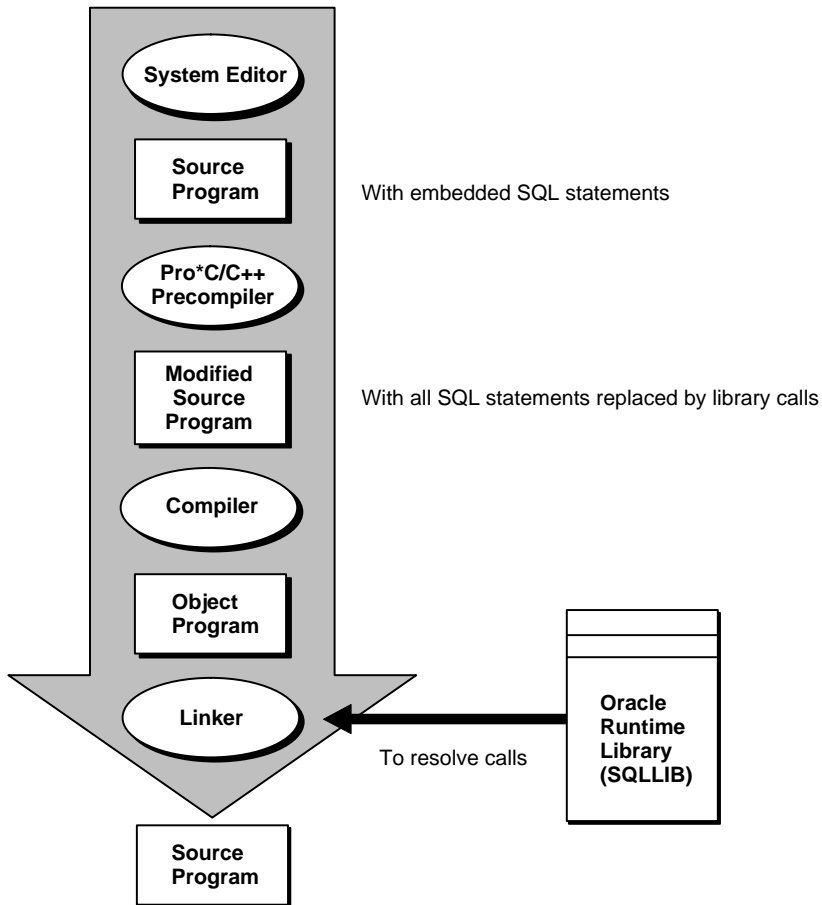 System Editor
Source
Program
With embedded SQL statements
Pro*C/C++
Precompiler
Modified
Source
Program
With all SQL statements replaced by library calls
Compiler
Object
Program
Linker
To resolve calls
Oracle
Runtime
Library
(SQLLIB)
Source
Program